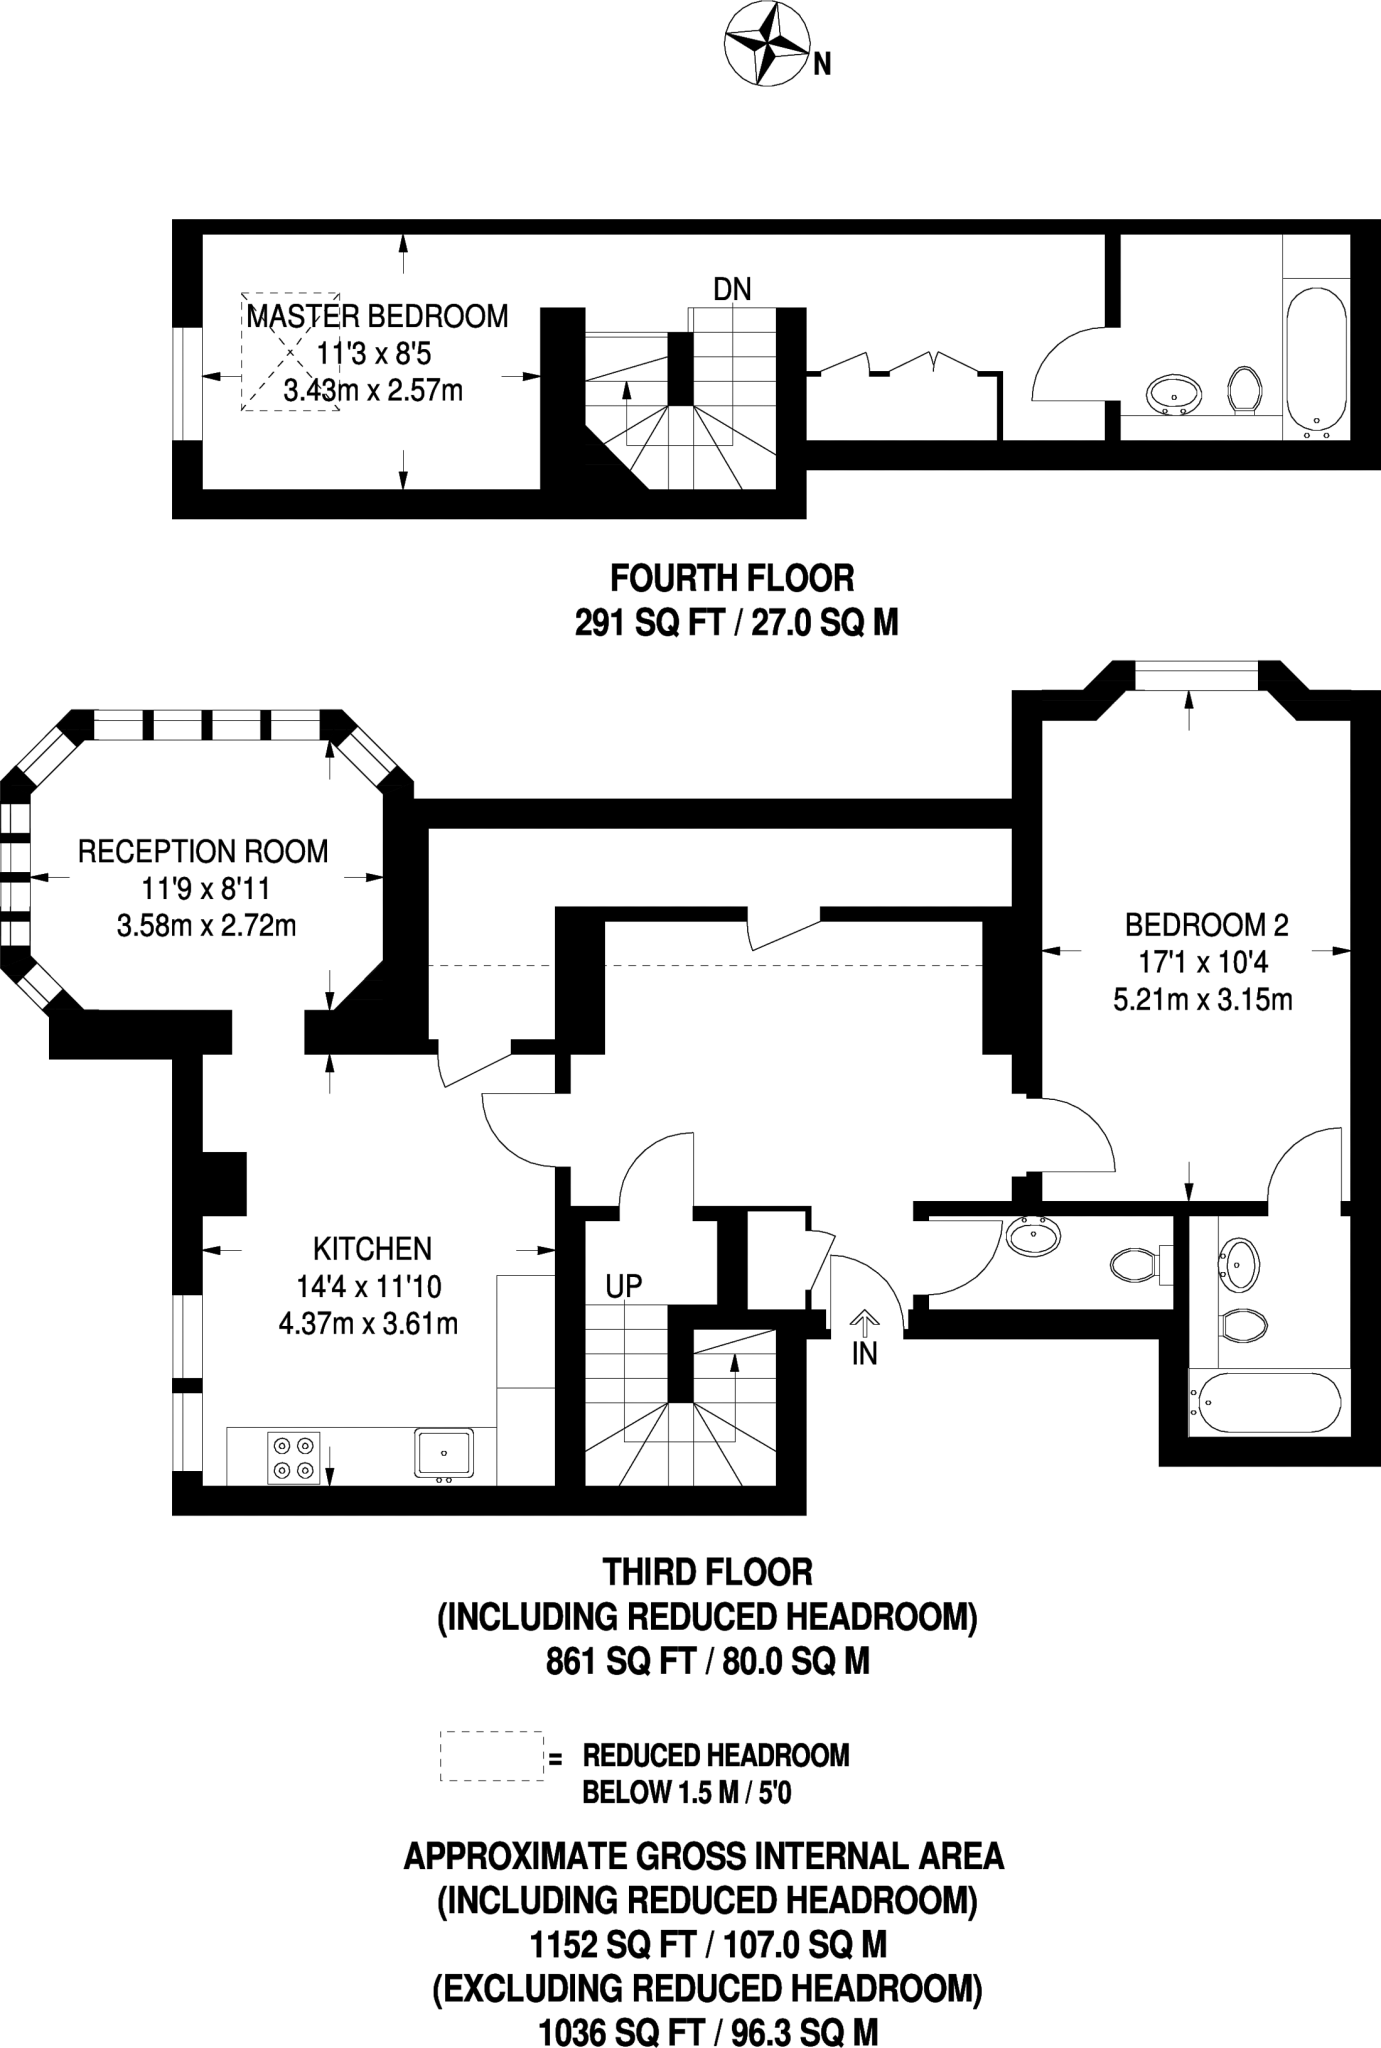 N
DN
MASTER BEDROOM
11'3 x 8'5
3.43m x 2.57m
FOURTH FLOOR
291 SQ FT / 27.0 SQ M
RECEPTION ROOM
11'9 x 8'11
3.58m x 2.72m
BEDROOM 2
17'1 x 10'4
5.21m x 3.15m
KITCHEN
14'4 x 11'10
4.37m x 3.61m
UP
IN
THIRD FLOOR
(INCLUDING REDUCED HEADROOM)
861 SQ FT / 80.0 SQ M
= REDUCED HEADROOM
BELOW 1.5 M / 5'0
APPROXIMATE GROSS INTERNAL AREA
(INCLUDING REDUCED HEADROOM)
1152 SQ FT / 107.0 SQ M
(EXCLUDING REDUCED HEADROOM)
1036 SQ FT / 96.3 SQ M